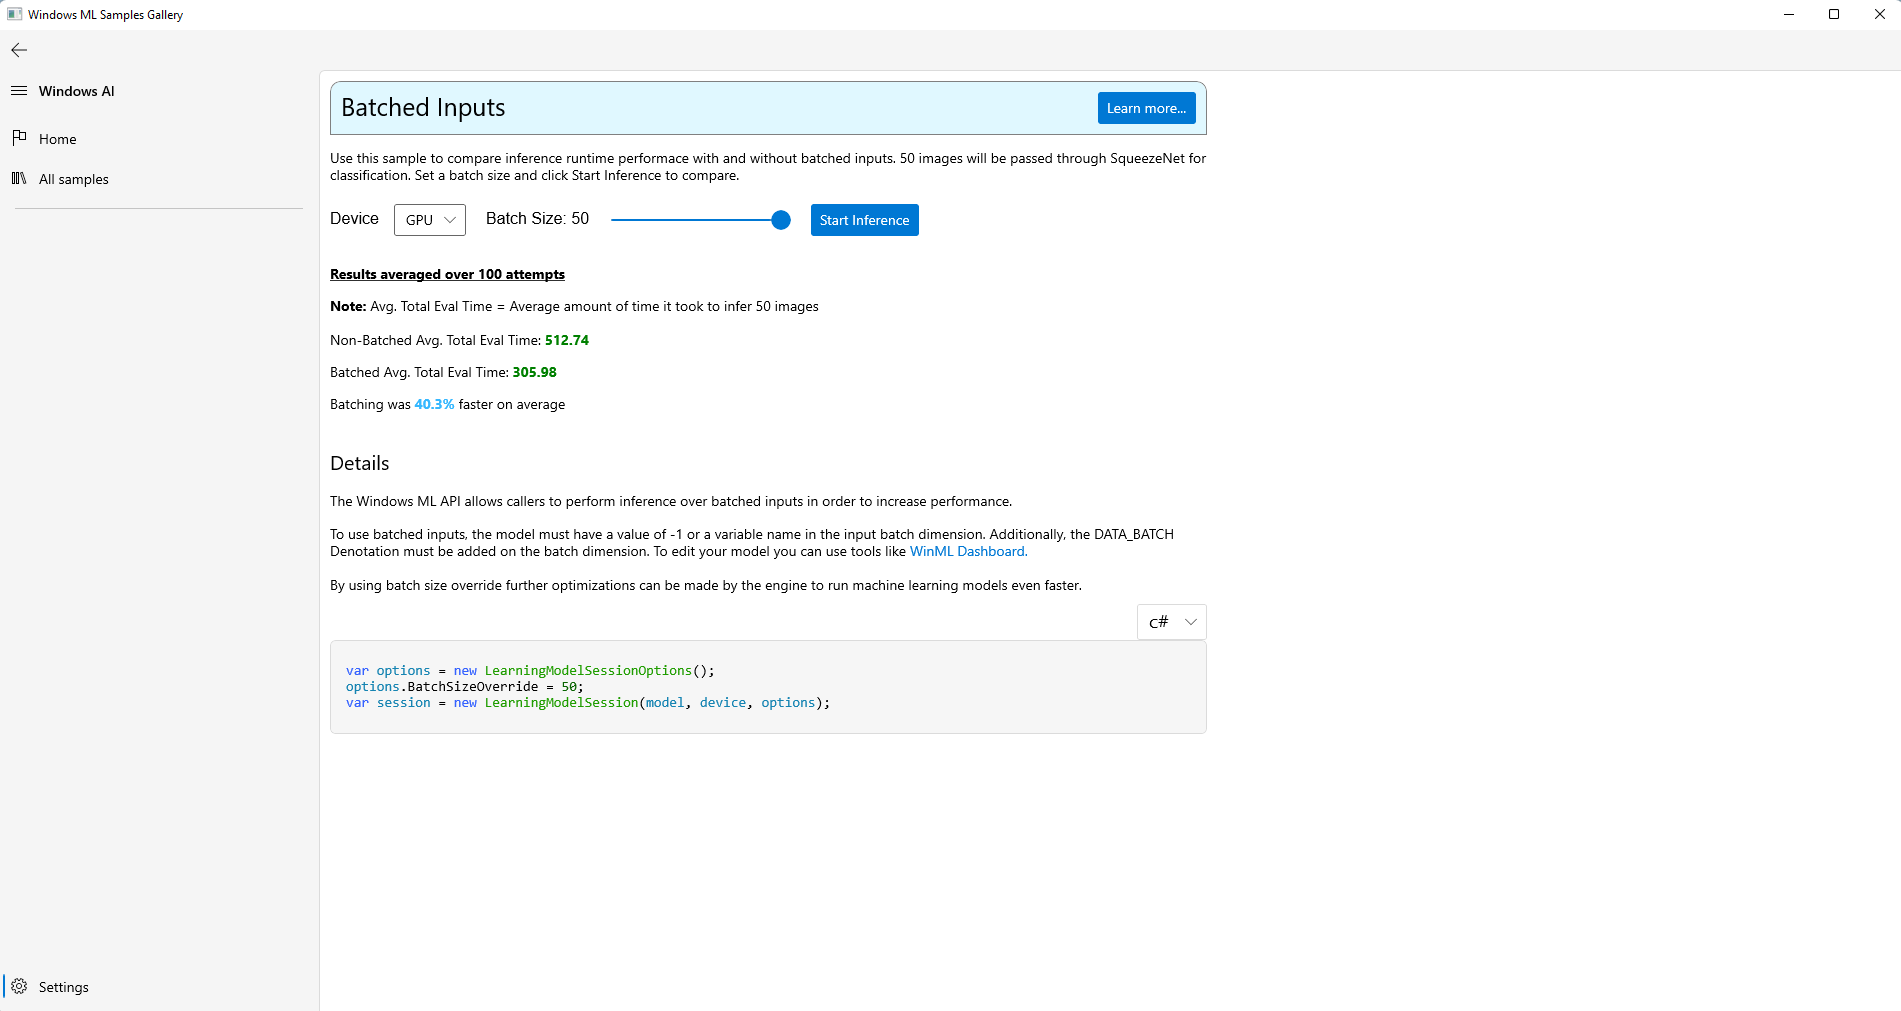 Windows ML Samples Gallery
Windows AI
Home
All samples
Batched Inputs
Learn more...
Use this sample to compare inference runtime performace with and without batched inputs. 50 images will be passed through SqueezeNet for
classification. Set a batch size and click Start Inference to compare.
Device
GPU
Batch Size: 50
Start Inference
Results averaged over 100 attempts
Note: Avg. Total Eval Time = Average amount of time it took to infer 50 images
Non-Batched Avg. Total Eval Time: 512.74
Batched Avg. Total Eval Time: 305.98
Batching was 40.3% faster on average
Details
The Windows ML API allows callers to perform inference over batched inputs in order to increase performance.
To use batched inputs, the model must have a value of -1 or a variable name in the input batch dimension. Additionally, the DATA_BATCH
Denotation must be added on the batch dimension. To edit your model you can use tools like WinML Dashboard.
By using batch size override further optimizations can be made by the engine to run machine learning models even faster.
c#
var options = new LearningModelSessionOptions();
options.BatchSizeOverride = 50;
var session = new LearningModelSession(model, device, options);
Settings